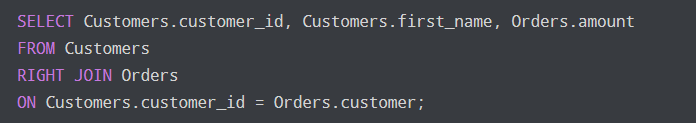 SELECT Customers.customer_id, Customers.first_name, Orders.amount
FROM Customers
RIGHT JOIN Orders
ON Customers.customer_id = Orders.customer;